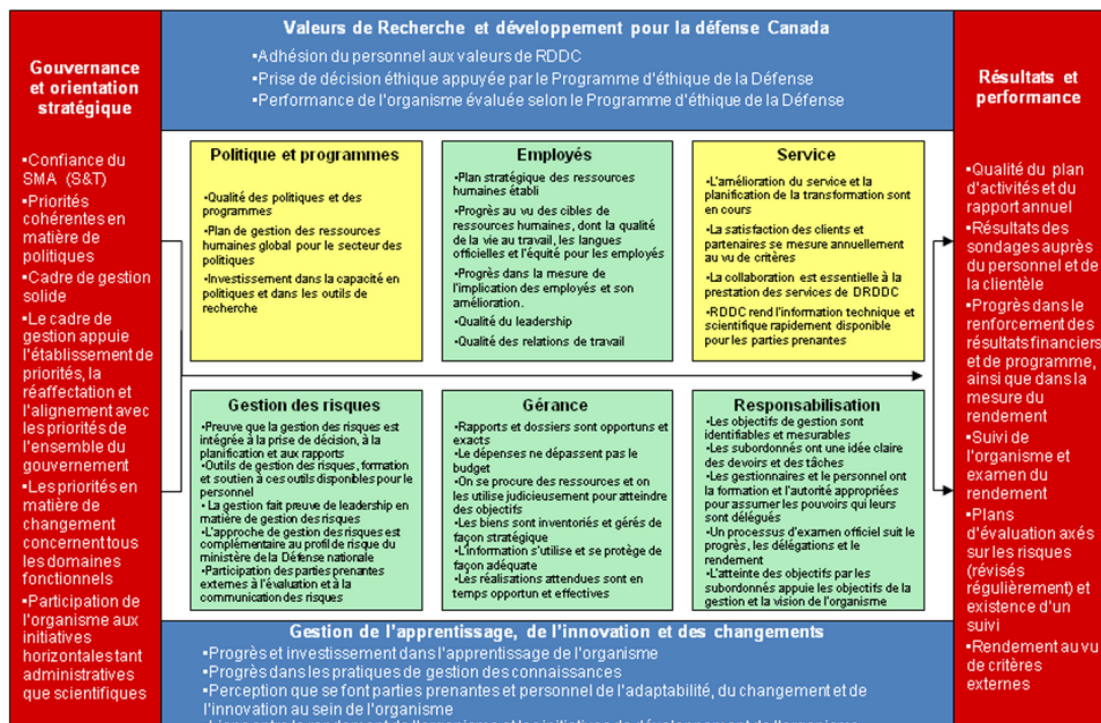 Valeurs de Recherche et développement pour la défense Canada
▪Adhésion du personnel aux valeurs de RDDC
▪Prise de décision éthique appuyée par le Programme d'éthique de la Défense
▪Performance de l'organisme évaluée selon le Programme d'éthique de la Défense
Gouvernance
et orientation
stratégique
▪Confiance du
SMA (S&T)
▪Priorités
cohérentes en
matière de
politiques
▪Cadre de gestion
solide
▪Le cadre de
gestion appuie
l'établissement de
priorités, la
réaffectation et
l'alignement avec
les priorités de
l'ensemble du
gouvernement
▪Les priorités en
matière de
changement
concernent tous
les domaines
fonctionnels
▪Participation de
l'organisme aux
initiatives
horizontales tant
administratives
que scientifiques
Politique et programmes
•Qualité des politiques et des
programmes
•Plan de gestion des ressources
humaines global pour le secteur des
politiques
•Investissement dans la capacité en
politiques et dans les outils de
recherche
Employés
•Plan stratégique des ressources
humaines établi
•Progrès au vu des cibles de
ressources humaines, dont la qualité
de la vie au travail, les langues
officielles et l'équité pour les employés
•Progrès dans la mesure de
l'implication des employés et son
amélioration.
•Qualité du leadership
•Qualité des relations de travail
Service
•L'amélioration du service et la
planification de la transformation sont
en cours
•La satisfaction des clients et
partenaires se mesure annuellement
au vu de critères
•La collaboration est essentielle à la
prestation des services de DRDDC
•RDDC rend l'information technique et
scientifique rapidement disponible
pour les parties prenantes
Gestion des risques
•Preuve que la gestion des risques est
intégrée à la prise de décision, à la
planification et aux rapports
•Outils de gestion des risques, formation
et soutien à ces outils disponibles pour le
personnel
• La gestion fait preuve de leadership en
matière de gestion des risques
•L'approche de gestion des risques est
complémentaire au profil de risque du
ministère de la Défense nationale
•Participation des parties prenantes
externes à l'évaluation et à la
communication des risques
Gérance
•Rapports et dossiers sont opportuns et
exacts
•Le dépenses ne dépassent pas le
budget
•On se procure des ressources et on
les utilise judicieusement pour atteindre
des objectifs
•Les biens sont inventoriés et gérés de
façon stratégique
•L'information s'utilise et se protège de
façon adéquate
•Les réalisations attendues sont en
temps opportun et effectives
Responsabilisation
•Les objectifs de gestion sont
identifiables et mesurables
•Les subordonnés ont une idée claire
des devoirs et des tâches
•Les gestionnaires et le personnel ont
la formation et l'autorité appropriées
pour assumer les pouvoirs qui leurs
sont délégués
•Un processus d'examen officiel suit le
progrès, les délégations et le
rendement
•L'atteinte des objectifs par les
subordonnés appuie les objectifs de la
gestion et la vision de l'organisme
Résultats et
performance
▪Qualité du plan
d'activités et du
rapport annuel
▪Résultats des
sondages auprès
du personnel et de
la clientèle
▪Progrès dans le
renforcement des
résultats financiers
et de programme,
ainsi que dans la
mesure du
rendement
▪Suivi de
l'organisme et
examen du
rendement
▪Plans
d'évaluation axés
sur les risques
(révisés
régulièrement) et
existence d'un
suivi
▪Rendement au vu
de critères
externes
Gestion de l'apprentissage, de l'innovation et des changements
▪Progrès et investissement dans l'apprentissage de l'organisme
▪Progrès dans les pratiques de gestion des connaissances
▪Perception que se font parties prenantes et personnel de l'adaptabilité, du changement et de
l'innovation au sein de l'organisme